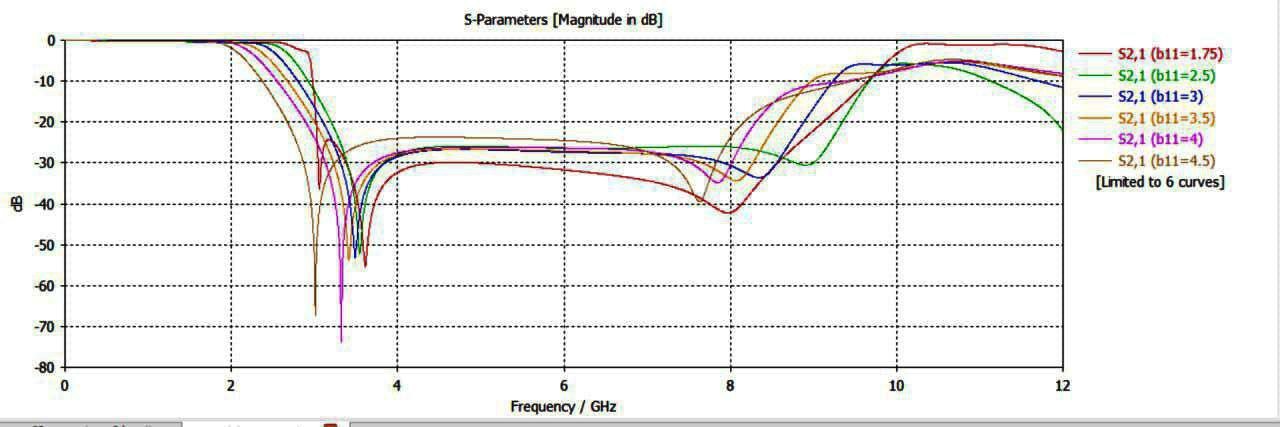 S-Parameters [Magnitude in dB]
0
-10
-20
-30
-40
-50
-60
-70
-80
dB
0 2 4 6 8 10 12
Frequency / GHz
S2,1 (b11=1.75)
S2,1 (b11=2.5)
S2,1 (b11=3)
S2,1 (b11=3.5)
S2,1 (b11=4)
S2,1 (b11=4.5)
[Limited to 6 curves]